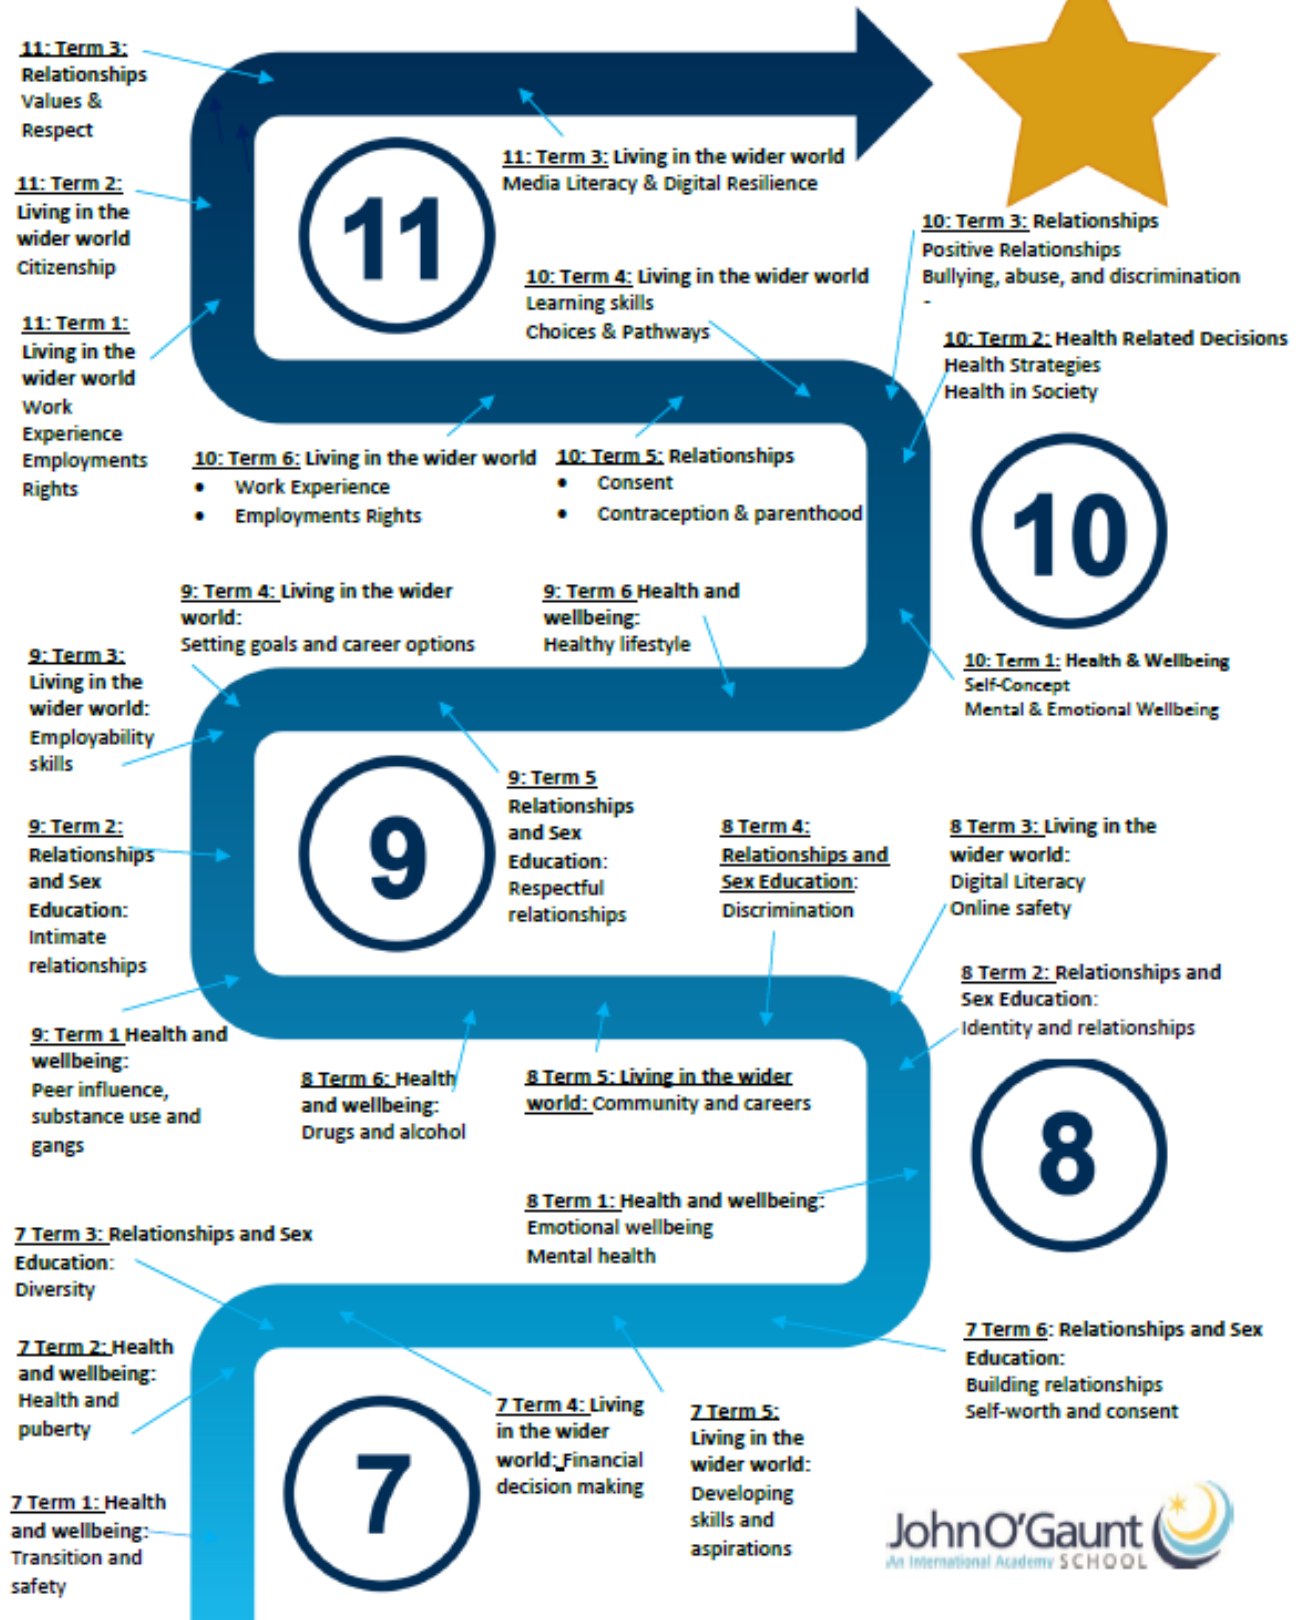 11: Term 3:
Relationships
Values &
Respect
11: Term 3: Living in the wider world
Media Literacy & Digital Resilience
11: Term 2:
Living in the
wider world
Citizenship
11
10: Term 3: Relationships
Positive Relationships
Bullying, abuse, and discrimination
-
10: Term 4: Living in the wider world
Learning skills
Choices & Pathways
11: Term 1:
Living in the
wider world
Work
Experience
Employments
Rights
10: Term 2: Health Related Decisions
Health Strategies
Health in Society
10: Term 6: Living in the wider world
• Work Experience
• Employments Rights
10: Term 5: Relationships
• Consent
• Contraception & parenthood
10
9: Term 4: Living in the wider
world:
Setting goals and career options
9: Term 6 Health and
wellbeing:
Healthy lifestyle
9: Term 3:
Living in the
wider world:
Employability
skills
10: Term 1: Health & Wellbeing
Self-Concept
Mental & Emotional Wellbeing
9
9: Term 5
Relationships
and Sex
Education:
Respectful
relationships
9: Term 2:
Relationships
and Sex
Education:
Intimate
relationships
8 Term 4:
Relationships and
Sex Education:
Discrimination
8 Term 3: Living in the
wider world:
Digital Literacy
Online safety
8 Term 2: Relationships and
Sex Education:
Identity and relationships
9: Term 1 Health and
wellbeing:
Peer influence,
substance use and
gangs
8 Term 6: Health
and wellbeing:
Drugs and alcohol
8 Term 5: Living in the wider
world: Community and careers
8
8 Term 1: Health and wellbeing:
Emotional wellbeing
Mental health
7 Term 3: Relationships and Sex
Education:
Diversity
7 Term 2: Health
and wellbeing:
Health and
puberty
7 Term 6: Relationships and Sex
Education:
Building relationships
Self-worth and consent
7
7 Term 4: Living
in the wider
world: Financial
decision making
7 Term 5:
Living in the
wider world:
Developing
skills and
aspirations
7 Term 1: Health
and wellbeing:
Transition and
safety
John O'Gaunt
An International Academy SCHOOL